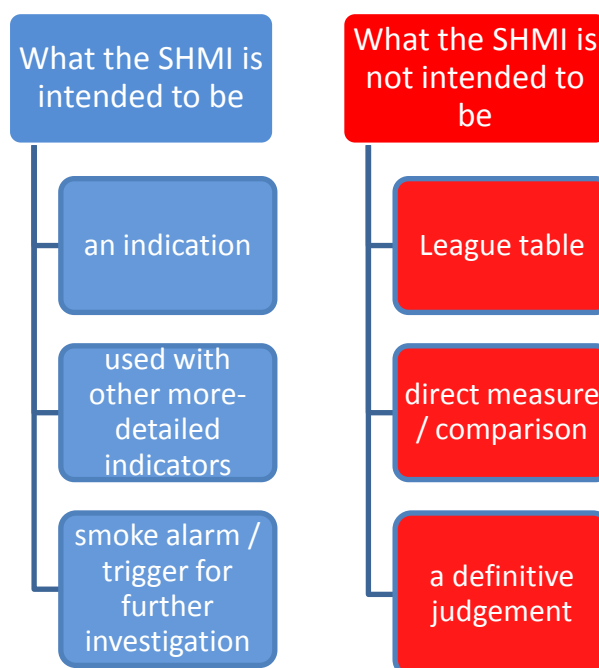 What the SHMI is
intended to be
an indication
used with
other more-
detailed
indicators
smoke alarm /
trigger for
further
investigation
What the SHMI is
not intended to
be
League table
direct measure
/ comparison
a definitive
judgement